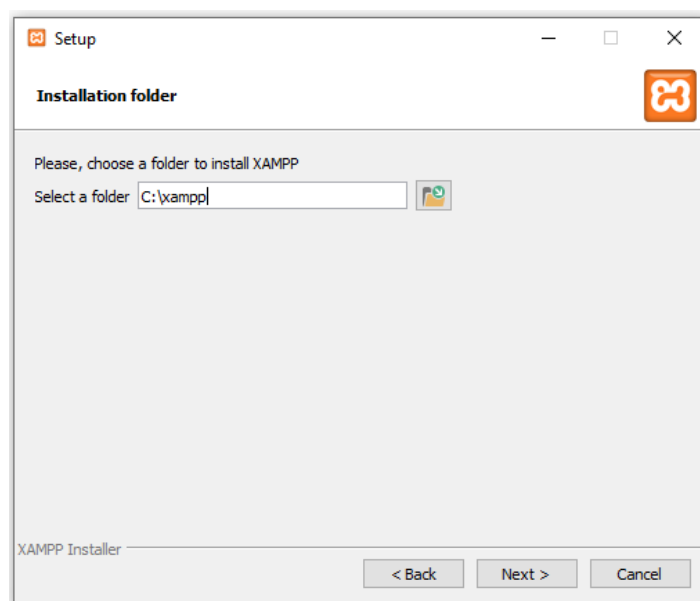 Setup
Installation folder
Please, choose a folder to install XAMPP
Select a folder C:\xampp
XAMPP Installer
< Back Next > Cancel